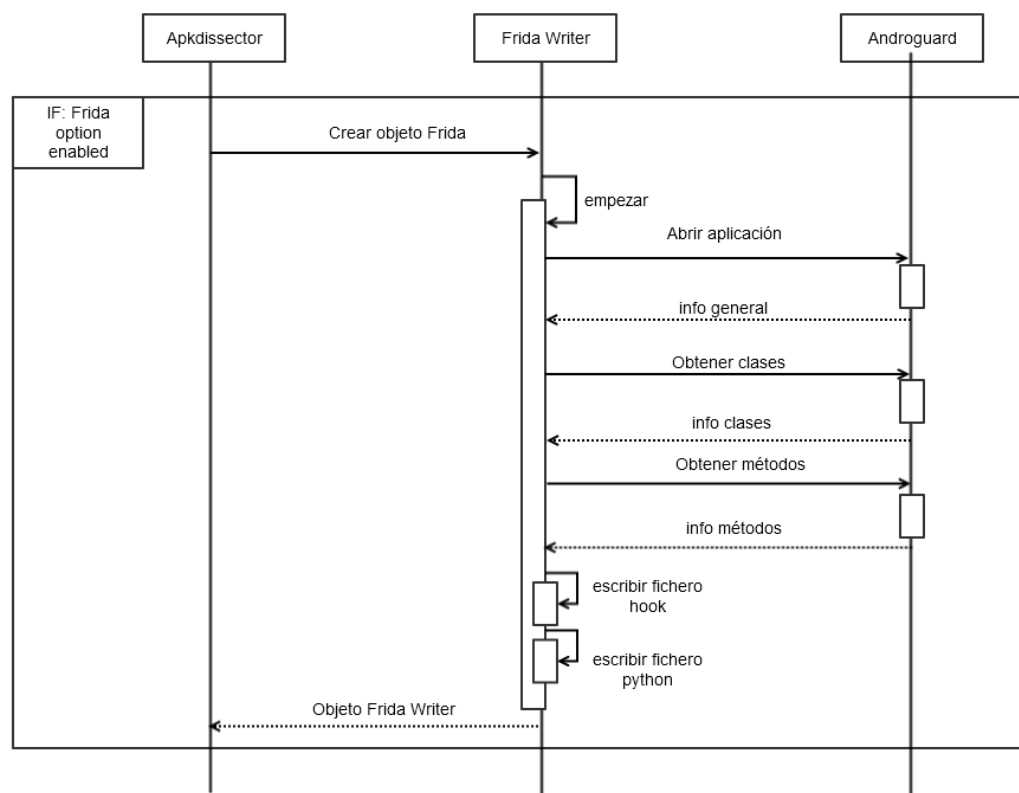 Apkdissector
Frida Writer
Androguard
IF: Frida
option
enabled
Crear objeto Frida
empezar
Abrir aplicación
info general
Obtener clases
info clases
Obtener métodos
info métodos
escribir fichero
hook
escribir fichero
python
Objeto Frida Writer